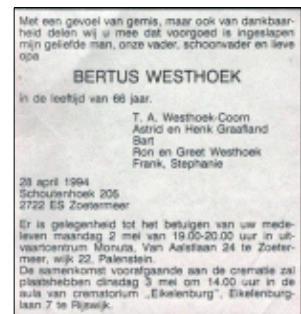 Met een gevoel van gemis, maar ook van dankbaar-
heid delen wij u mee dat voorgoed is ingeslapen
mijn geliefde man, onze vader, schoonvader en lieve
opa
BERTUS WESTHOEK
in de leeftijd van 66 jaar.
T. A. Westhoek-Coorn
Astrid en Henk Graafland
Bart
Ron en Greet Westhoek
Frank, Stephanie
28 april 1994
Schoutenhoek 205
2722 ES Zoetermeer
Er is gelegenheid tot het betuigen van uw mede-
leven maandag 2 mei van 19.00-20.00 uur in uit-
vaartcentrum Monuta, Van Aalstlaan 24 te Zoeter-
meer, wijk 22, Palenstein.
De samenkomst voorafgaande aan de crematie zal
plaatshebben dinsdag 3 mei om 14.00 uur in de
aula van crematorium „Eikelenburg", Eikelenburg-
laan 7 te Rijswijk.